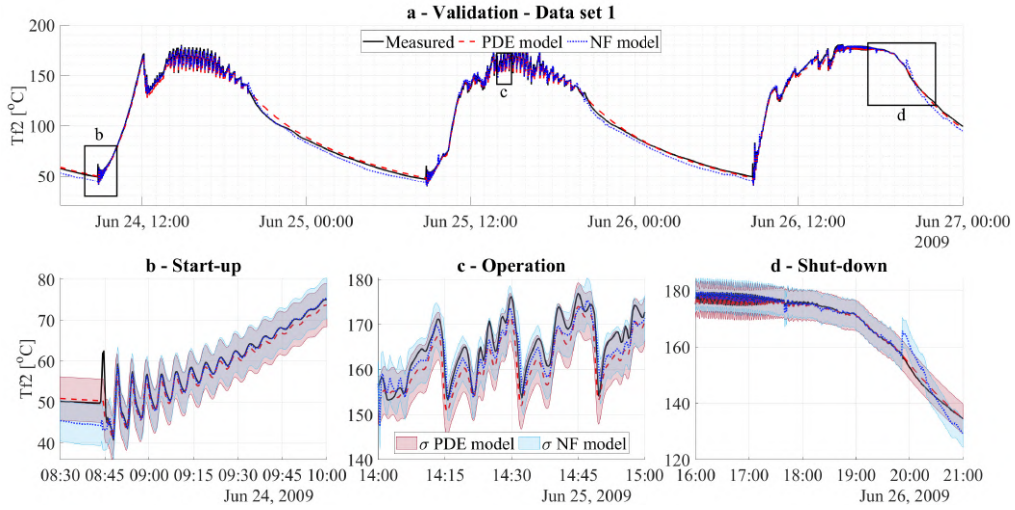 a - Validation - Data set 1
200
150
100
50
Tf2 [°C]
Measured PDE model NF model
b
c
d
Jun 24, 12:00 Jun 25, 00:00 Jun 25, 12:00 Jun 26, 00:00 Jun 26, 12:00 Jun 27, 00:00
2009
b - Start-up
80
70
60
50
40
Tf2 [°C]
08:30 08:45 09:00 09:15 09:30 09:45 10:00
Jun 24, 2009
c - Operation
180
170
160
150
140
σ PDE model σ NF model
14:00 14:15 14:30 14:45 15:00
Jun 25, 2009
d - Shut-down
180
160
140
120
16:00 17:00 18:00 19:00 20:00 21:00
Jun 26, 2009